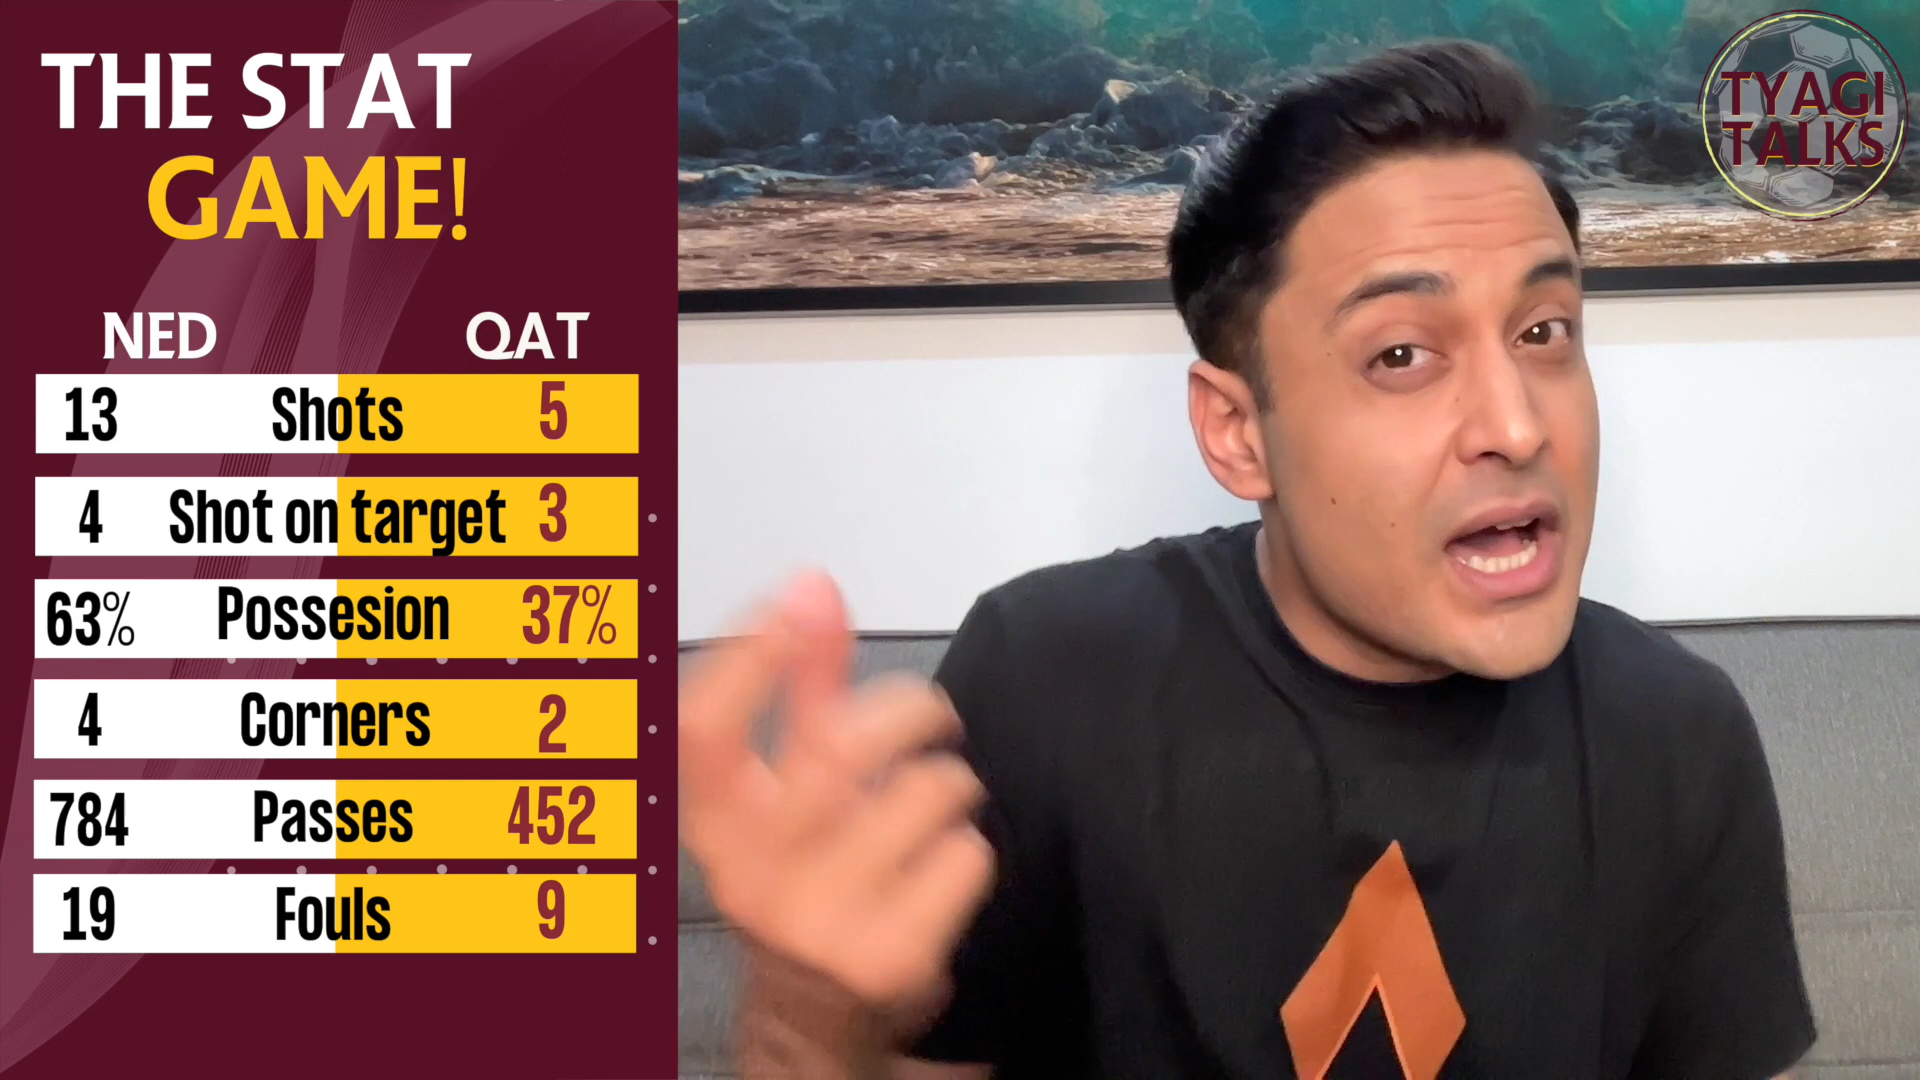 THE STAT
GAME!
NED QAT
13 Shots 5
4 Shot on target 3
63% Possesion 37%
4 Corners 2
784 Passes 452
19 Fouls 9
TYAGI
TALKS